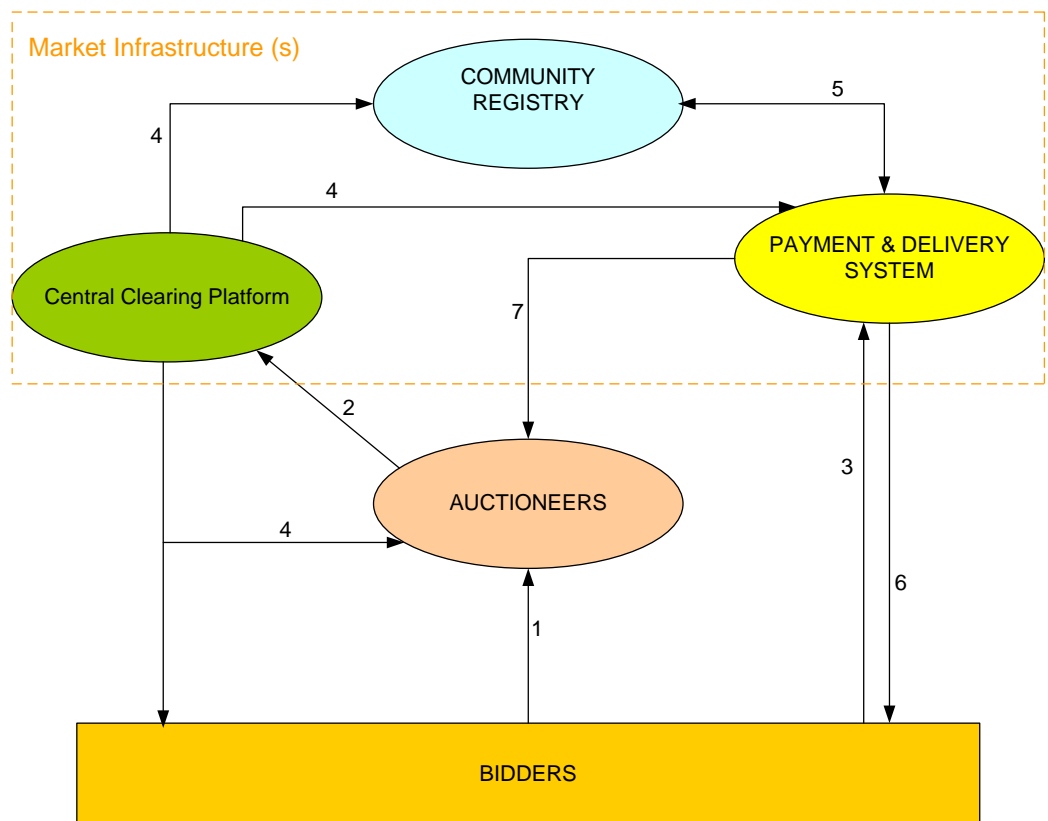 Market Infrastructure (s)
COMMUNITY
REGISTRY
5
4
4
PAYMENT & DELIVERY
SYSTEM
Central Clearing Platform
7
2
3
AUCTIONEERS
4
6
1
BIDDERS